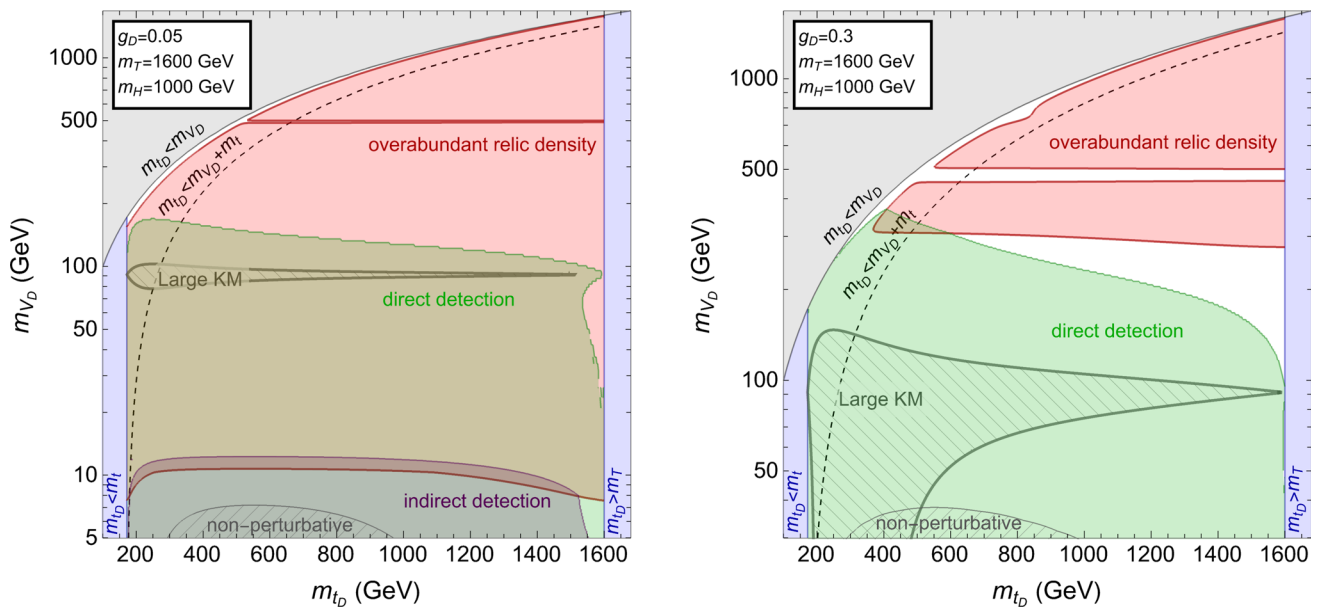 g_D=0.05
m_T=1600 GeV
m_H=1000 GeV
m_{t_D}<m_{V_D}
m_{t_D}<m_{V_D}+m_t
overabundant relic density
Large KM
direct detection
indirect detection
non−perturbative
m_{t_D}<m_t
m_{t_D}>m_T
1000
500
100
50
10
5
m_{V_D} (GeV)
200 400 600 800 1000 1200 1400 1600
m_{t_D} (GeV)
g_D=0.3
m_T=1600 GeV
m_H=1000 GeV
m_{t_D}<m_{V_D}
m_{t_D}<m_{V_D}+m_t
overabundant relic density
direct detection
Large KM
non−perturbative
m_{t_D}<m_t
m_{t_D}>m_T
1000
500
100
50
m_{V_D} (GeV)
200 400 600 800 1000 1200 1400 1600
m_{t_D} (GeV)